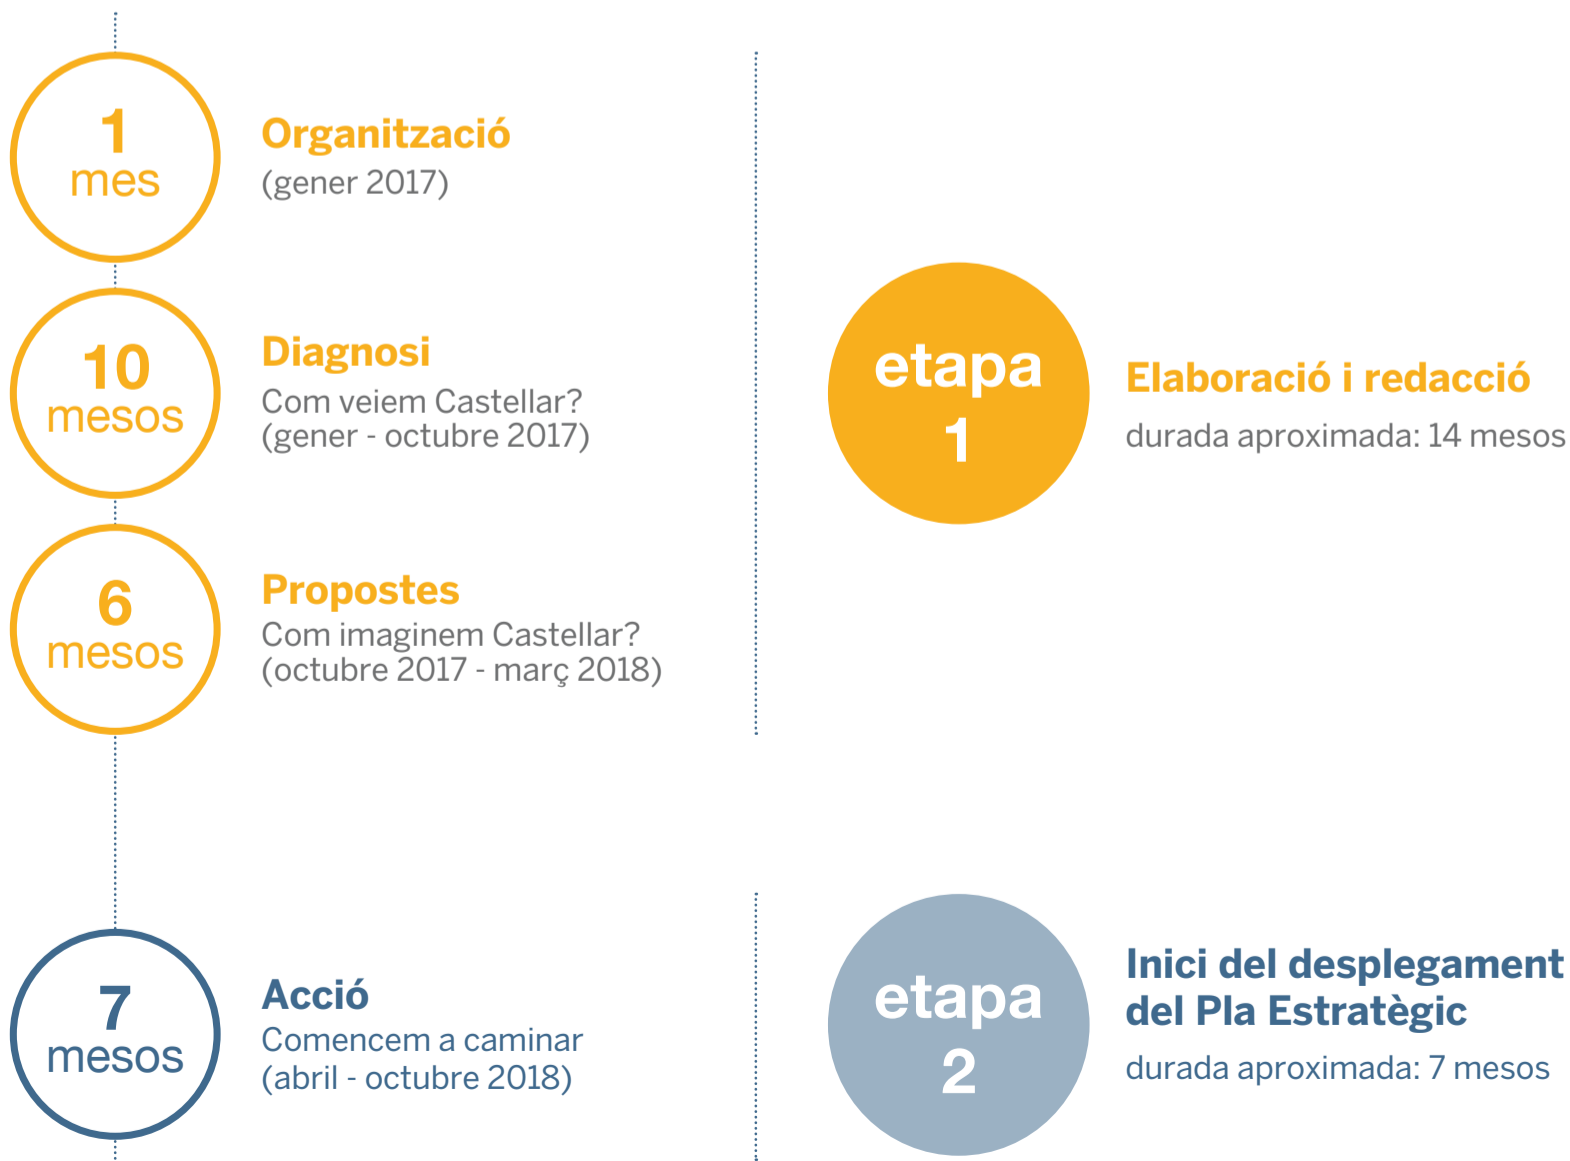 1
mes
Organització
(gener 2017)
10
mesos
Diagnosi
Com veiem Castellar?
(gener - octubre 2017)
6
mesos
Propostes
Com imaginem Castellar?
(octubre 2017 - març 2018)
etapa
1
Elaboració i redacció
durada aproximada: 14 mesos
7
mesos
Acció
Comencem a caminar
(abril - octubre 2018)
etapa
2
Inici del desplegament
del Pla Estratègic
durada aproximada: 7 mesos